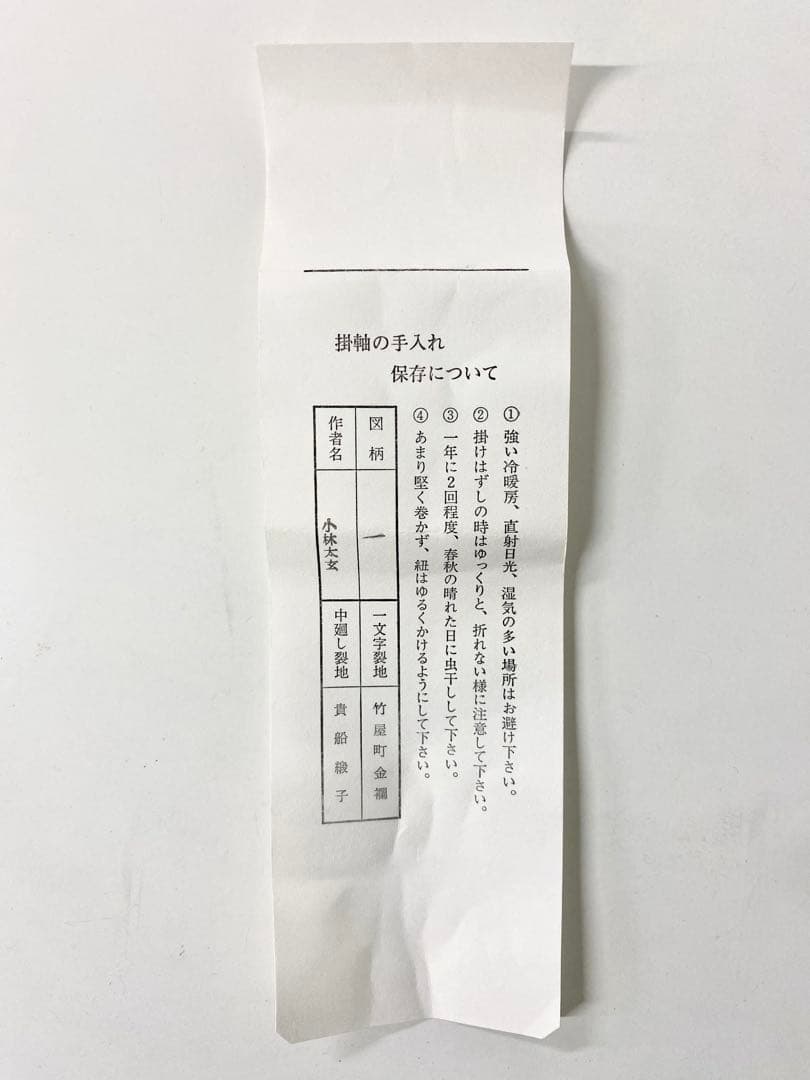 掛軸の手入れ
保存について
① 強い冷暖房、直射日光、湿気の多い場所はお避け下さい。
② 掛けはずしの時はゆっくりと、折れない様に注意して下さい。
③ 一年に2回程度、春秋の晴れた日に虫干しして下さい。
④ あまり堅く巻かず、紐はゆるくかけるようにして下さい。
図柄 一 一文字裂地 竹屋町金襴
作者名 小林太玄 中廻し裂地 貴船緞子